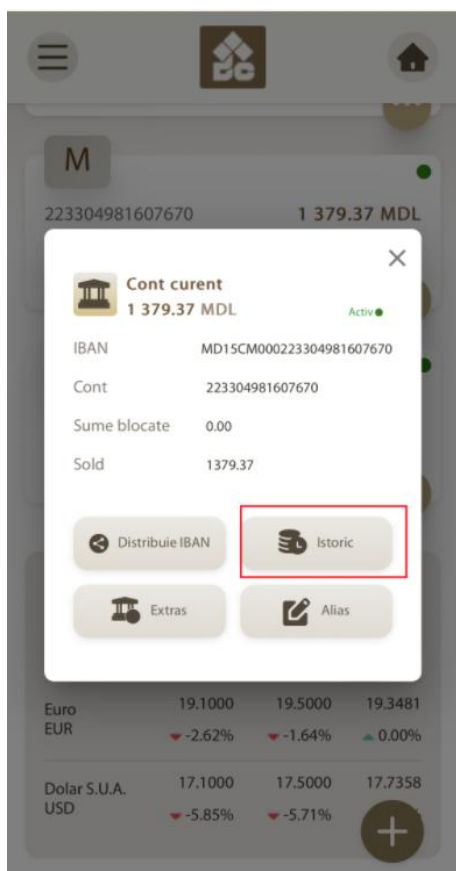 M
223304981607670 1 379.37 MDL
Cont curent
1 379.37 MDL
Activ
IBAN MD15CM000223304981607670
Cont 223304981607670
Sume blocate 0.00
Sold 1379.37
Distribuie IBAN Istoric
Extras Alias
Euro 19.1000 19.5000 19.3481
EUR -2.62% -1.64% 0.00%
Dolar S.U.A. 17.1000 17.5000 17.7358
USD -5.85% -5.71%